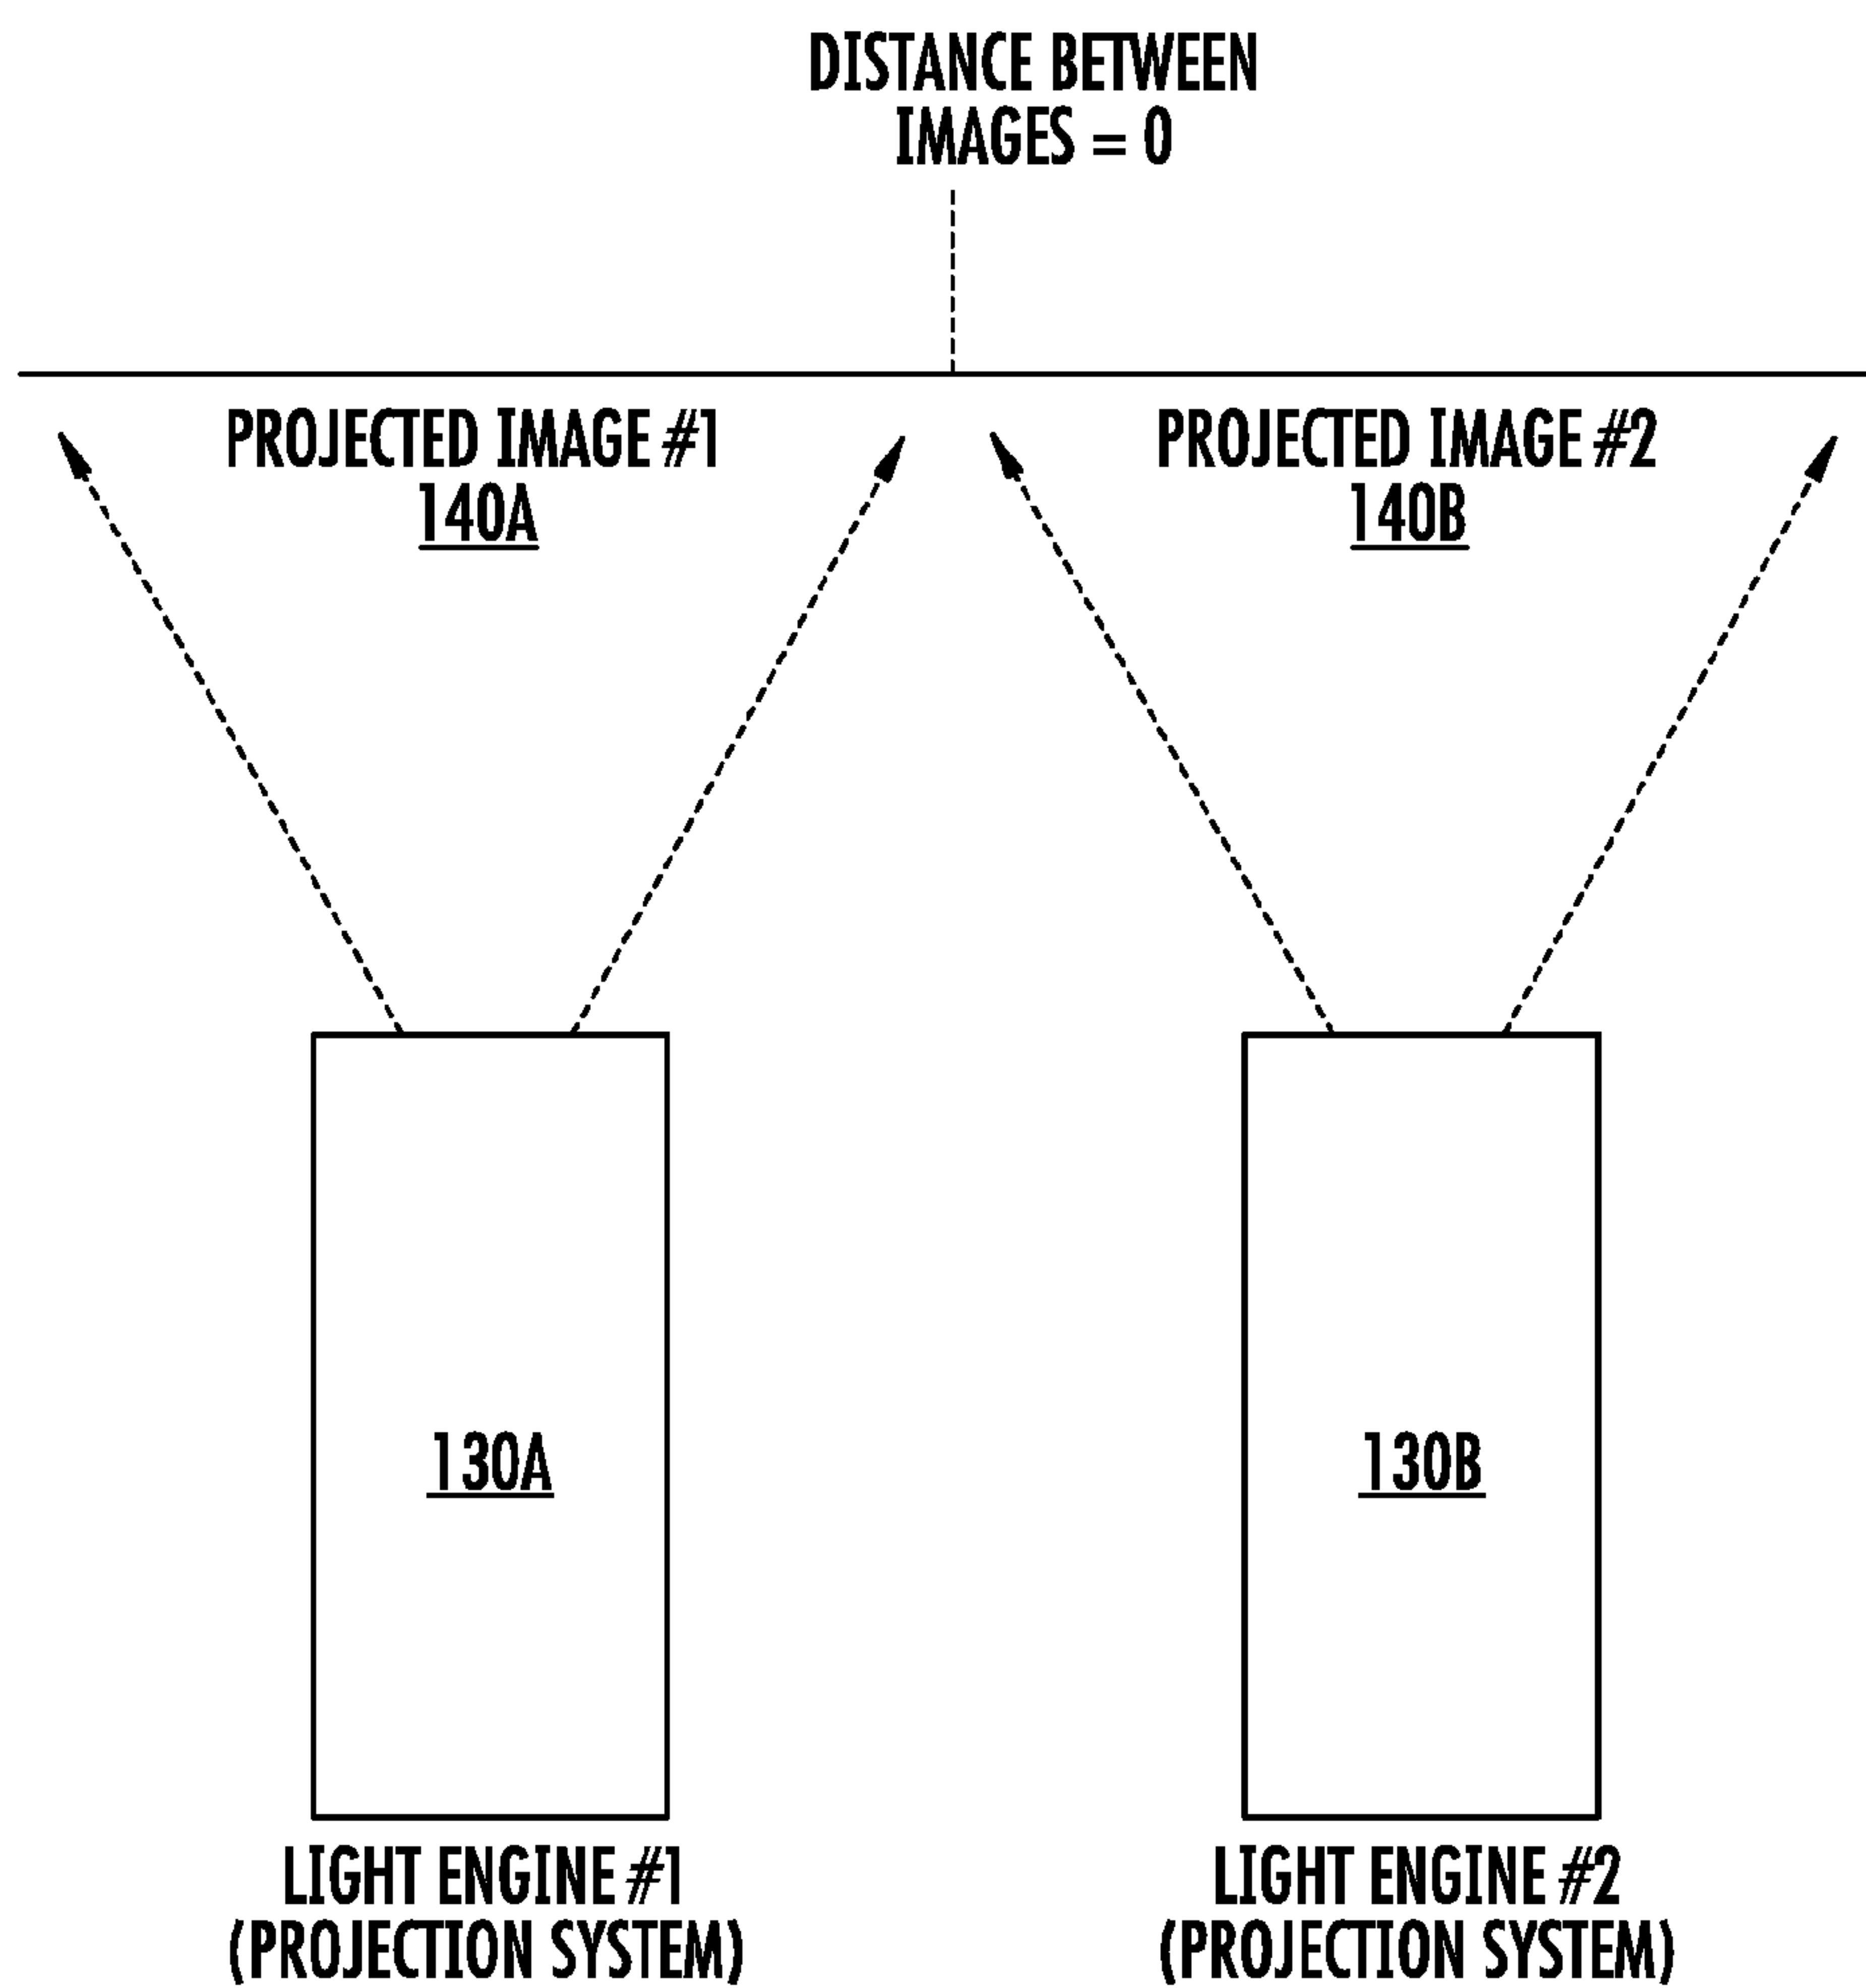 DISTANCE BETWEEN
IMAGES = 0
PROJECTED IMAGE #1
140A
PROJECTED IMAGE #2
140B
130A
130B
LIGHT ENGINE #1
(PROJECTION SYSTEM)
LIGHT ENGINE #2
(PROJECTION SYSTEM)